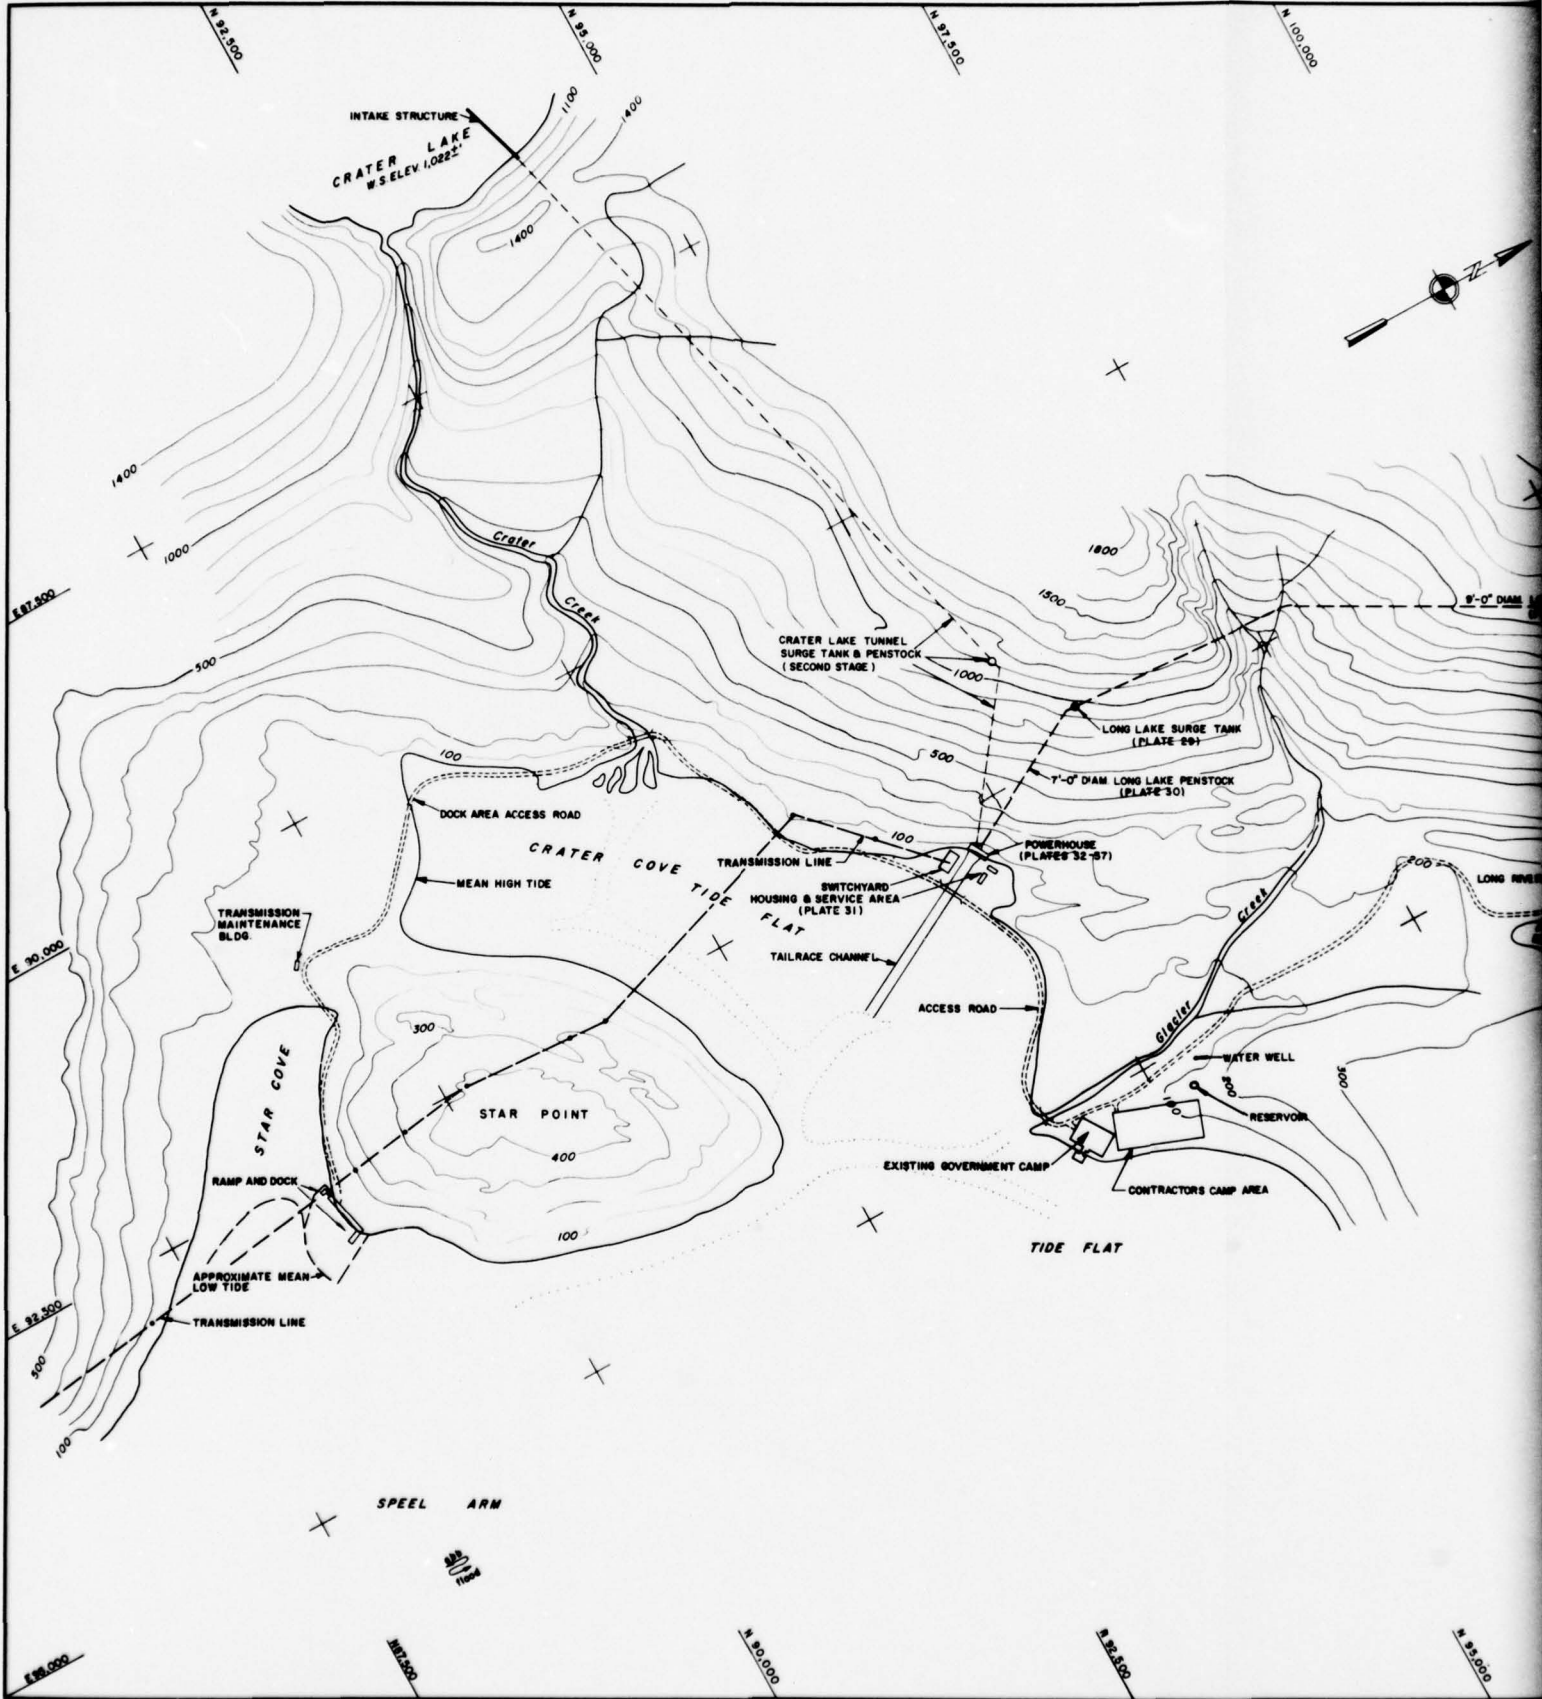 N 92,500
N 95,000
N 97,500
N 100,000
INTAKE STRUCTURE
CRATER LAKE
W.S. ELEV. 1,022±'
1100
1400
1400
N
1400
1000
Crater
Creek
E 87,500
500
1800
1500
9'-0" DIAM.
CRATER LAKE TUNNEL
SURGE TANK & PENSTOCK
(SECOND STAGE)
1000
LONG LAKE SURGE TANK
(PLATE 29)
500
7'-0" DIAM. LONG LAKE PENSTOCK
(PLATE 30)
100
DOCK AREA ACCESS ROAD
CRATER COVE TIDE FLAT
100
TRANSMISSION LINE
POWERHOUSE
(PLATES 32-57)
MEAN HIGH TIDE
SWITCHYARD
HOUSING & SERVICE AREA
(PLATE 31)
200
LONG RIVER
TRANSMISSION
MAINTENANCE
BLDG.
E 90,000
TAILRACE CHANNEL
Creek
Glacier
ACCESS ROAD
300
STAR COVE
WATER WELL
200
300
RESERVOIR
STAR POINT
400
EXISTING GOVERNMENT CAMP
CONTRACTORS CAMP AREA
RAMP AND DOCK
100
TIDE FLAT
APPROXIMATE MEAN
LOW TIDE
TRANSMISSION LINE
E 92,500
500
100
SPEEL ARM
ebb
flood
E 95,000
N 87,500
N 90,000
N 92,500
N 95,000